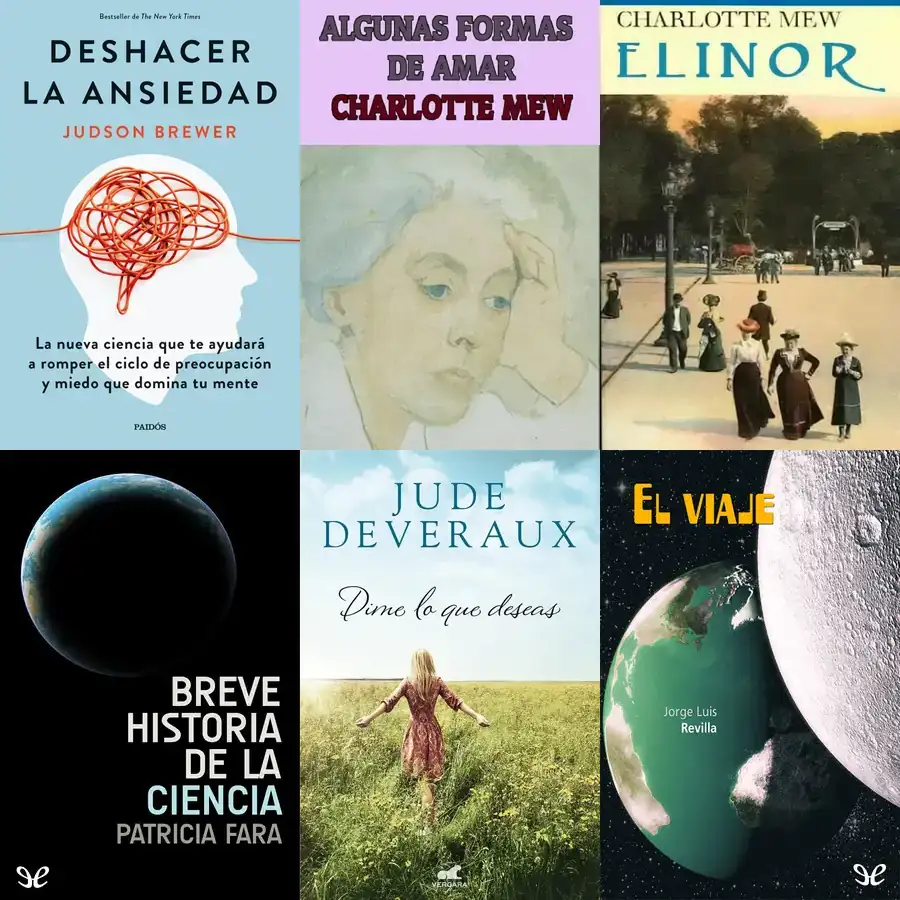 Bestseller de The New York Times
DESHACER
LA ANSIEDAD
JUDSON BREWER
La nueva ciencia que te ayudará
a romper el ciclo de preocupación
y miedo que domina tu mente
PAIDÓS
ALGUNAS FORMAS
DE AMAR
CHARLOTTE MEW
CHARLOTTE MEW
ELINOR
BREVE
HISTORIA
DE LA
CIENCIA
PATRICIA FARA
JUDE
DEVERAUX
Dime lo que deseas
VERGARA
EL VIAJE
Jorge Luis
Revilla